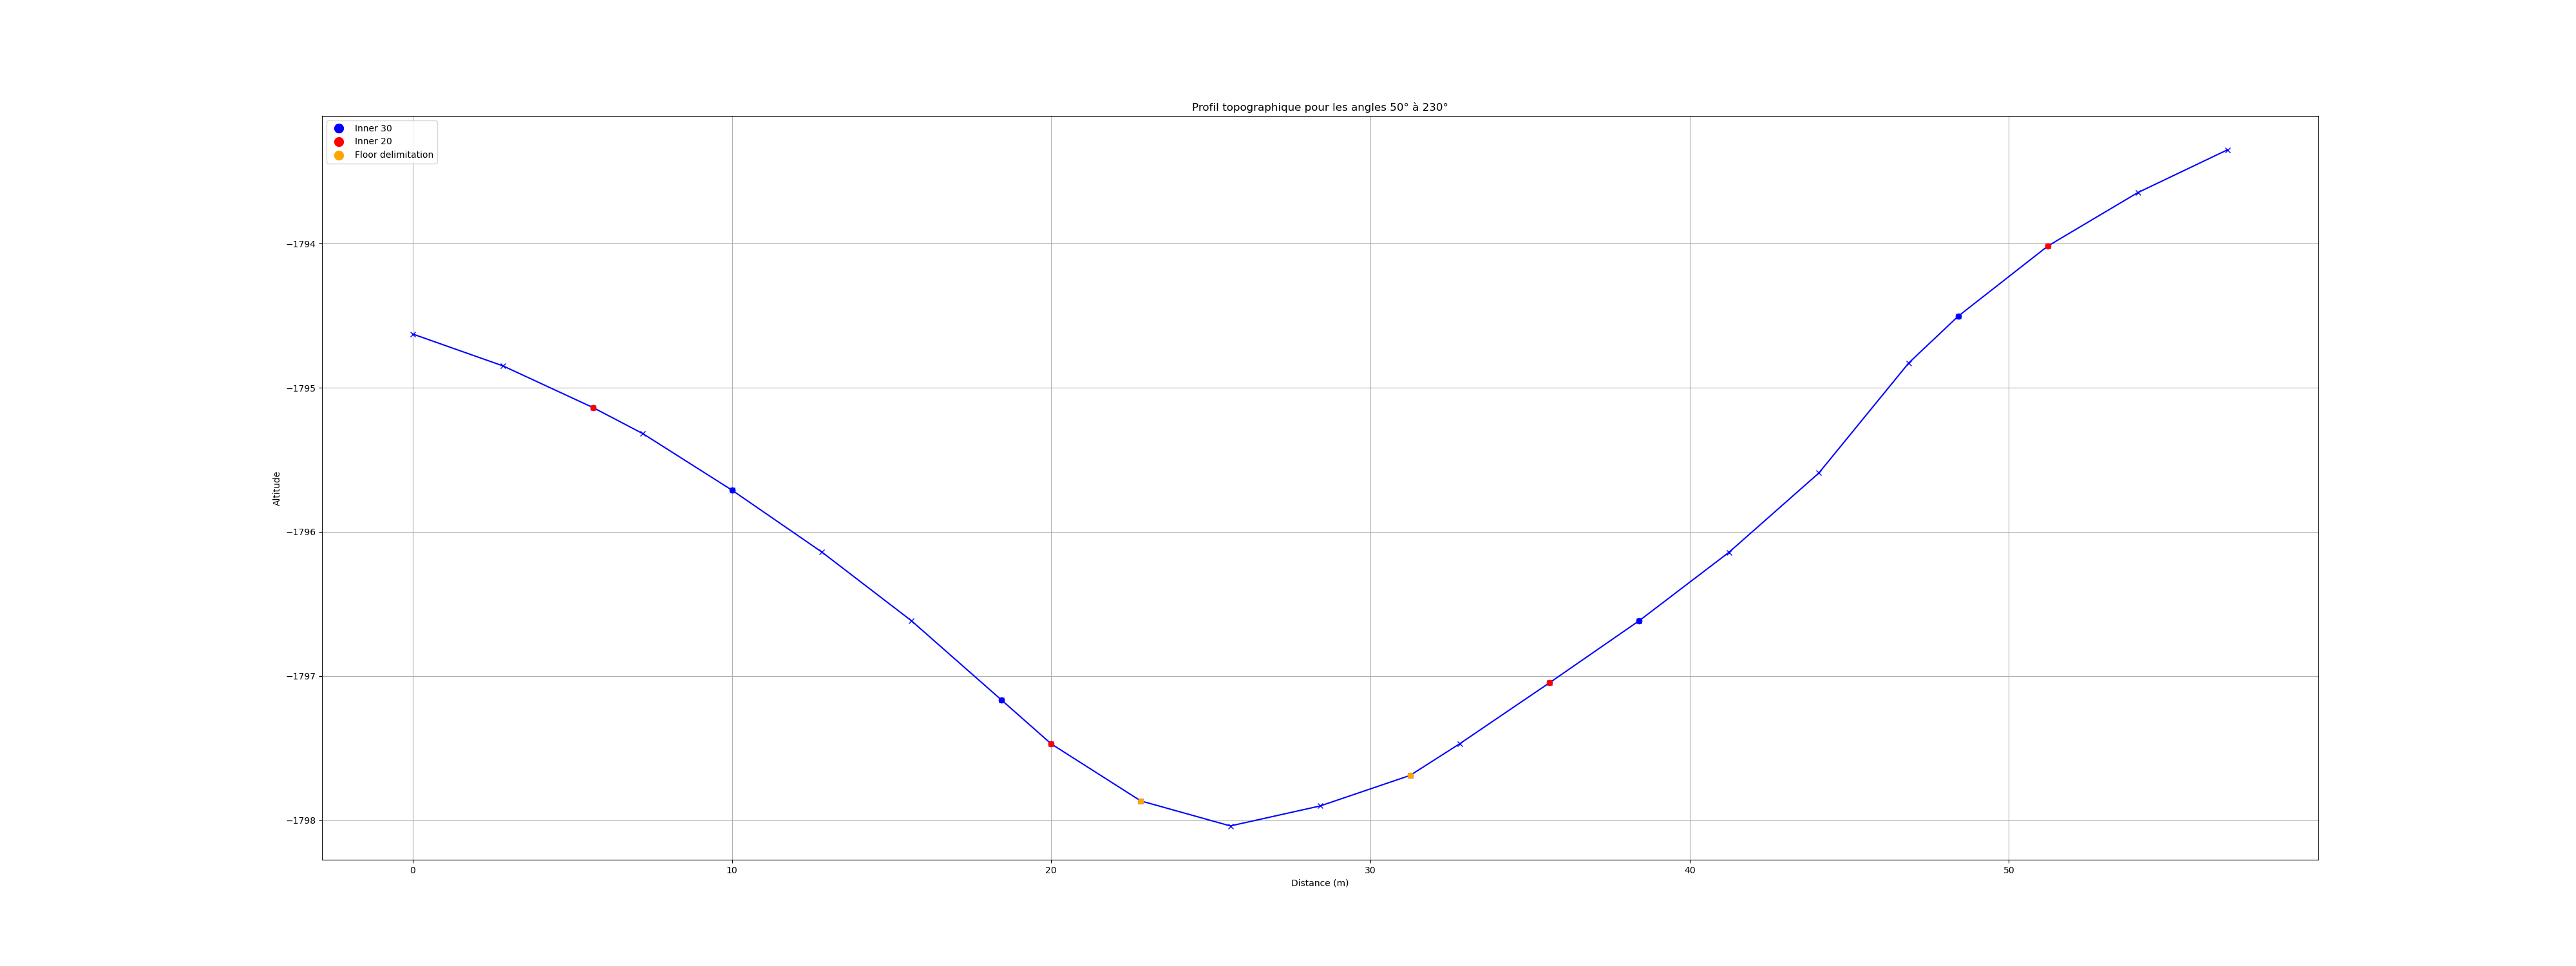 Profil topographique pour les angles 50° à 230°
Inner 30
Inner 20
Floor delimitation
−1794
−1795
−1796
−1797
−1798
Altitude
0 10 20 30 40 50
Distance (m)